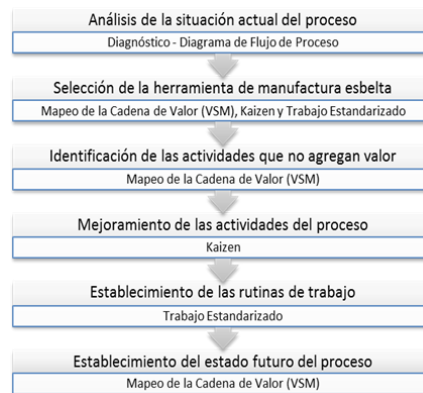 Análisis de la situación actual del proceso
Diagnóstico - Diagrama de Flujo de Proceso
Selección de la herramienta de manufactura esbelta
Mapeo de la Cadena de Valor (VSM), Kaizen y Trabajo Estandarizado
Identificación de las actividades que no agregan valor
Mapeo de la Cadena de Valor (VSM)
Mejoramiento de las actividades del proceso
Kaizen
Establecimiento de las rutinas de trabajo
Trabajo Estandarizado
Establecimiento del estado futuro del proceso
Mapeo de la Cadena de Valor (VSM)